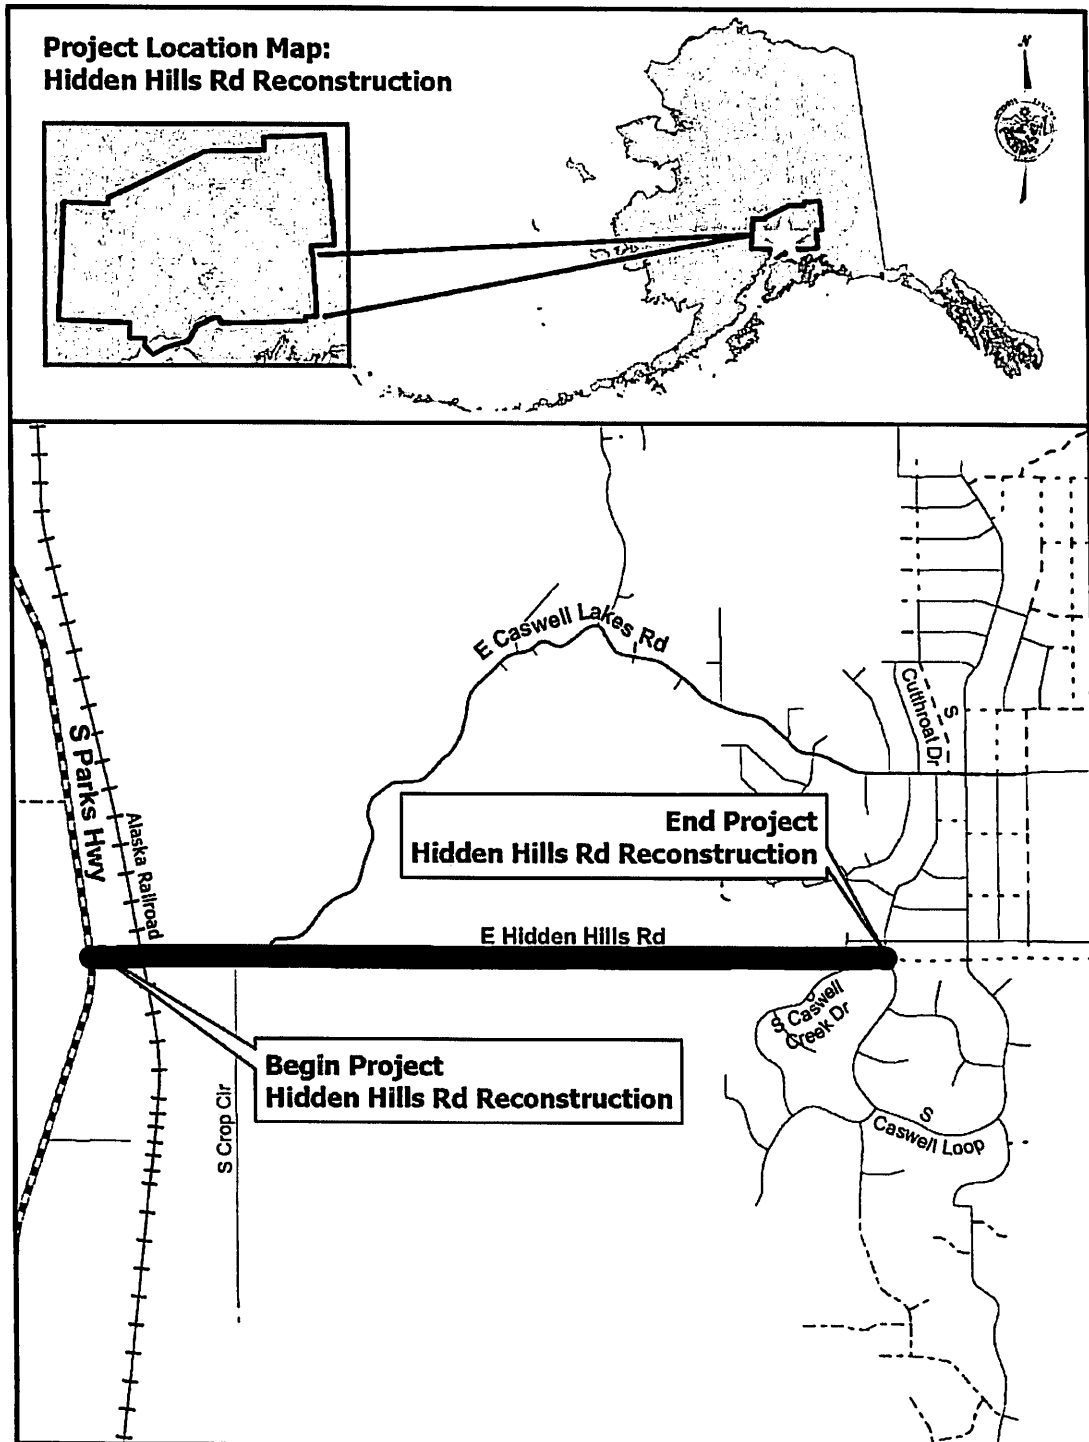 Project Location Map:
Hidden Hills Rd Reconstruction
N
E Caswell Lakes Rd
S
Cutthroat Dr
S Parks Hwy
Alaska Railroad
End Project
Hidden Hills Rd Reconstruction
E Hidden Hills Rd
S Caswell
Creek Dr
Begin Project
Hidden Hills Rd Reconstruction
S Crop Cir
S
Caswell Loop